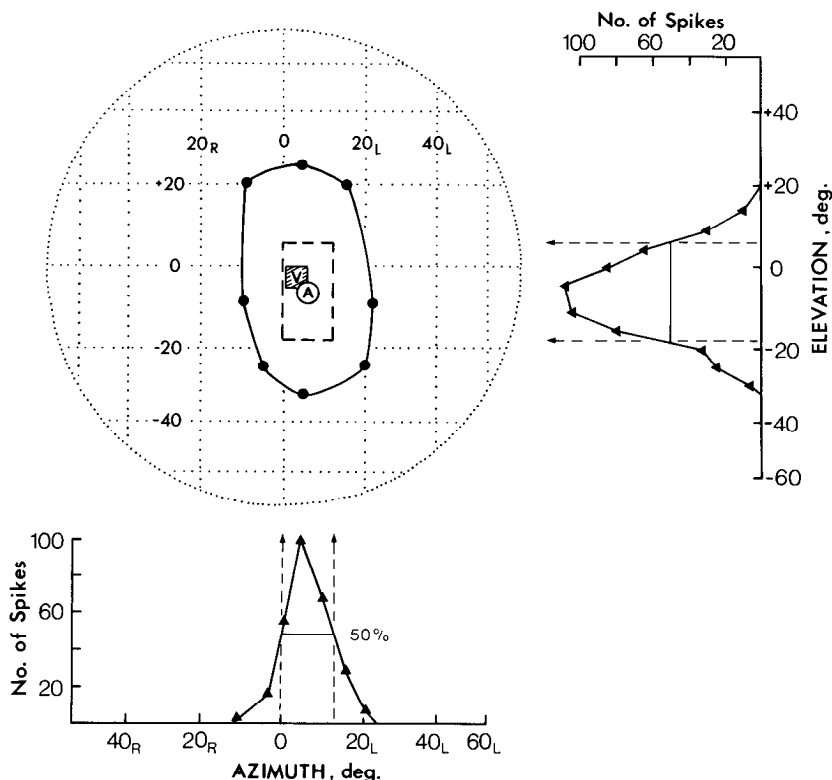 No. of Spikes
100 60 20
20R 0 20L 40L
+20
0
-20
-40
V
A
+40
+20
0
-20
-40
-60
ELEVATION, deg.
No. of Spikes
100
60
20
50%
40R 20R 0 20L 40L 60L
AZIMUTH, deg.